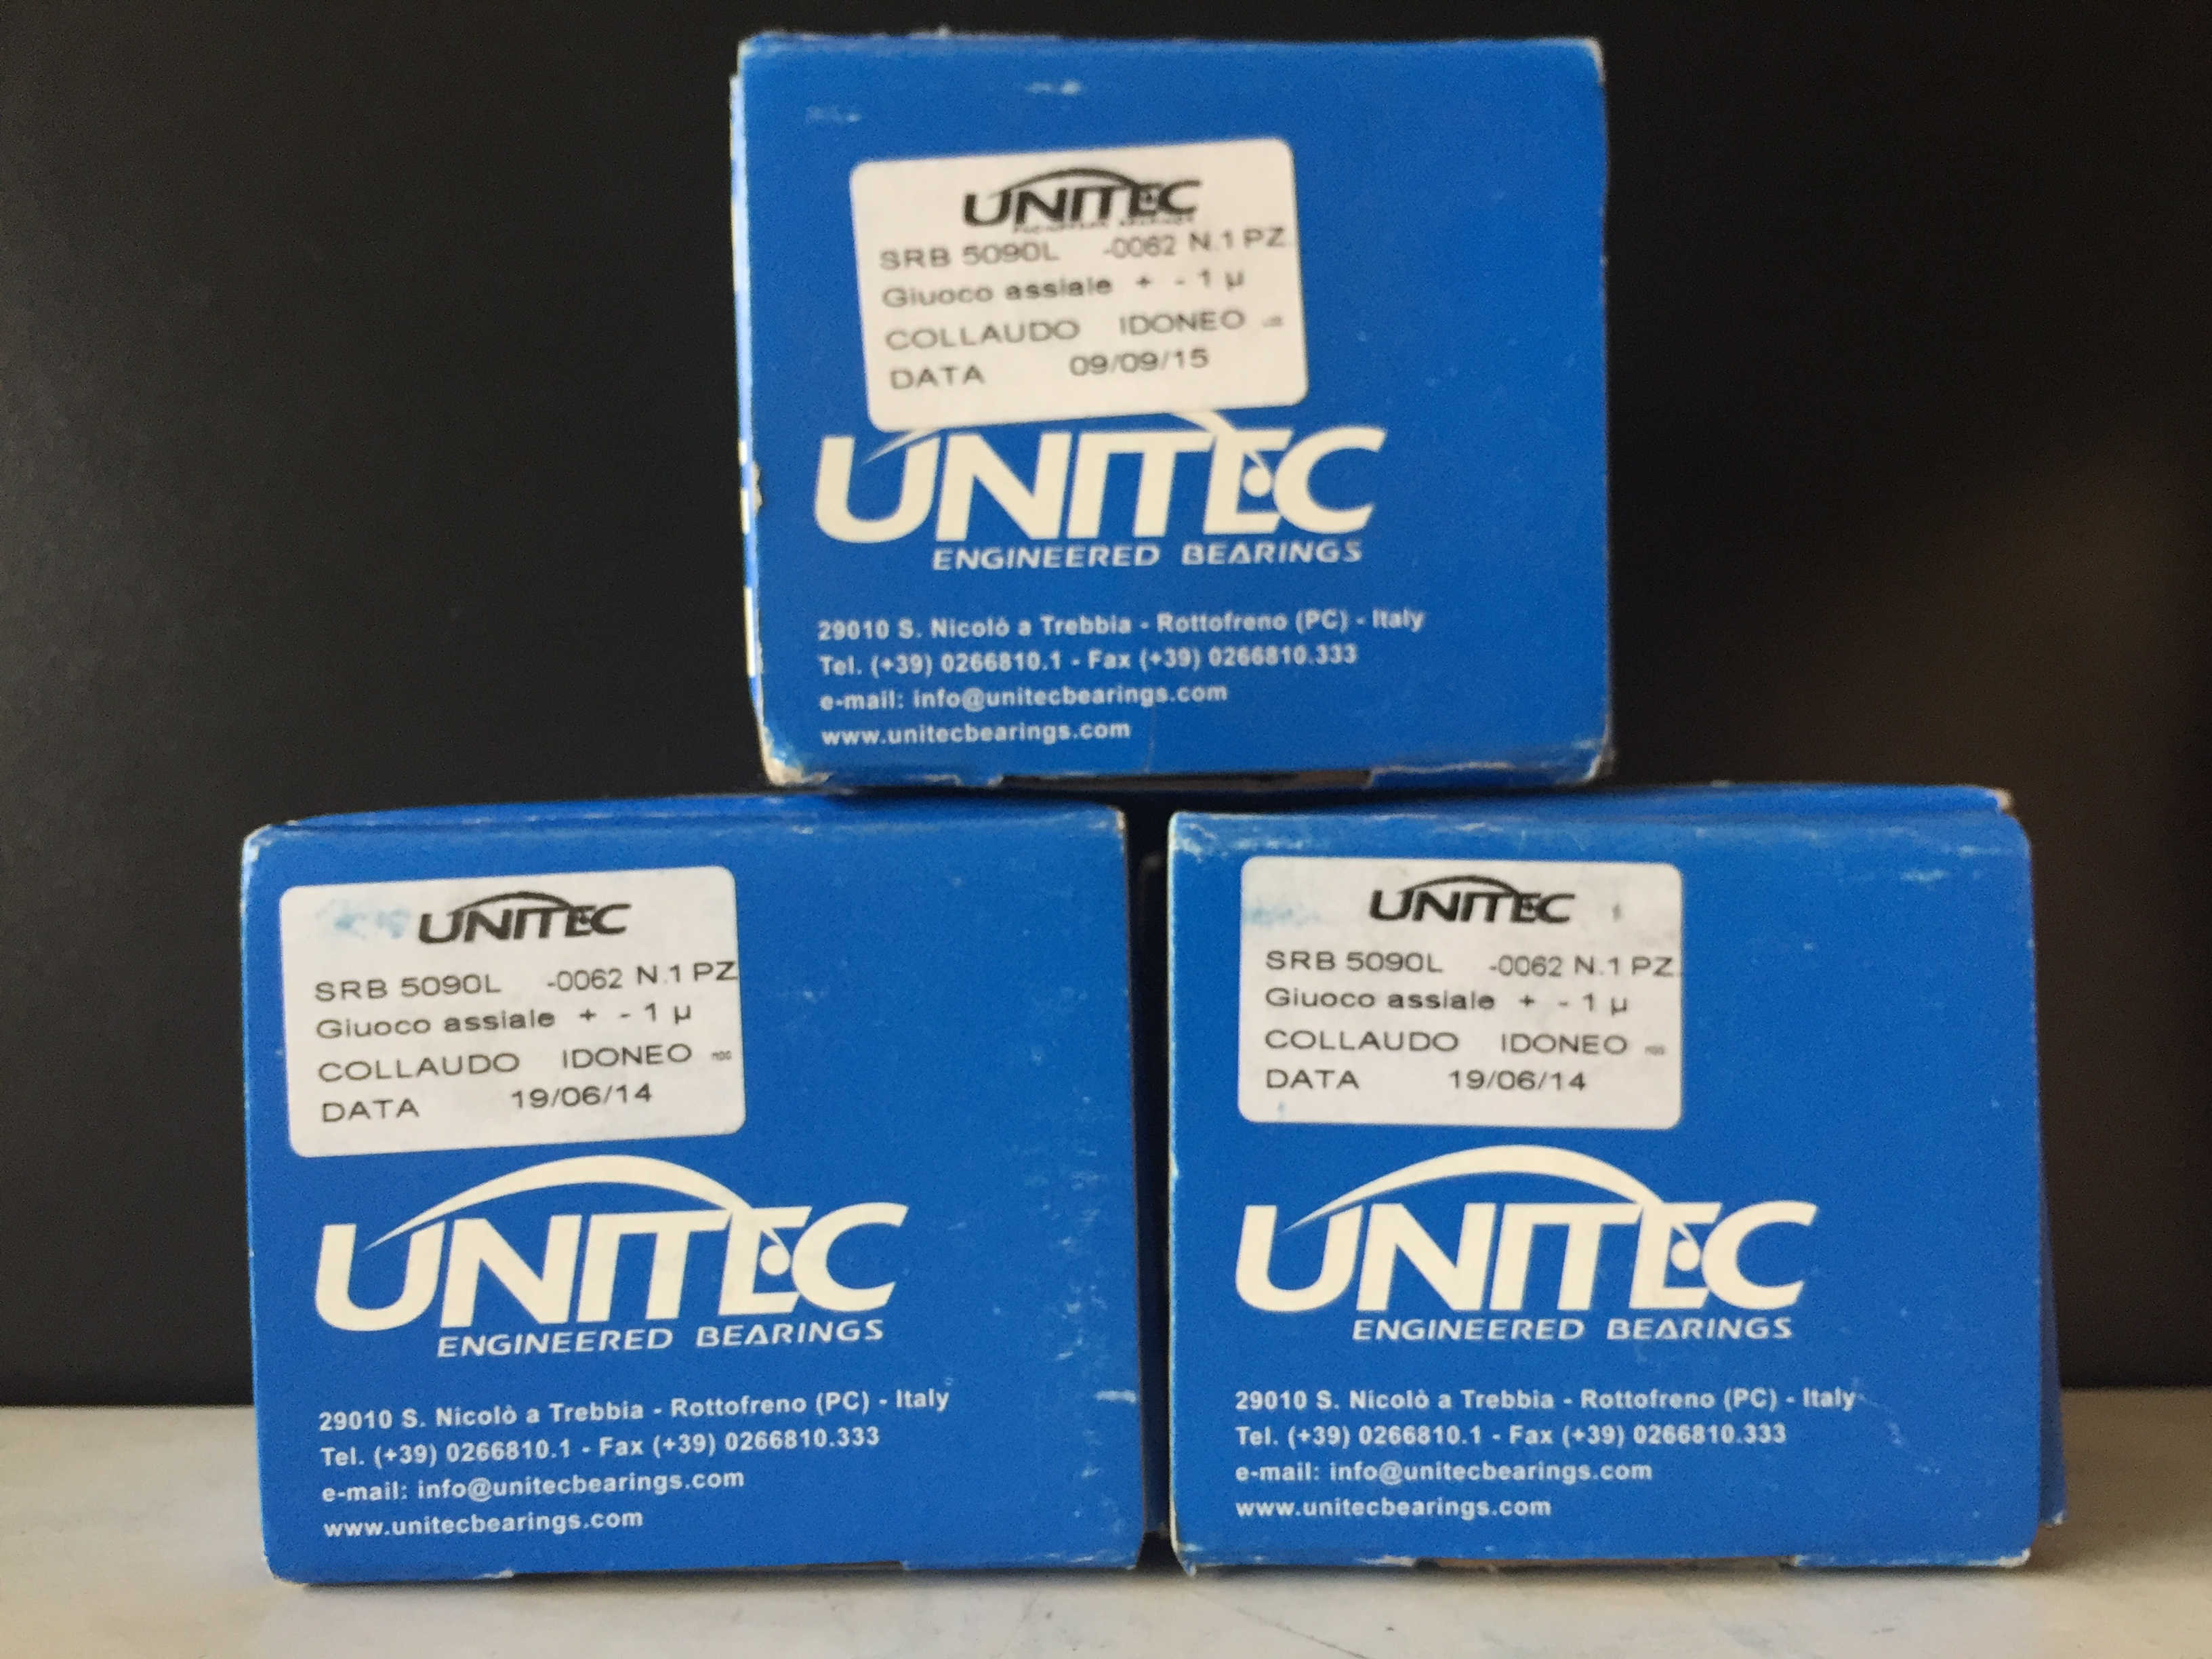 UNITEC
SRB 5090L -0062 N.1 PZ.
Giuoco assiale + - 1 µ
COLLAUDO IDONEO
DATA 09/09/15
UNITEC
ENGINEERED BEARINGS
29010 S. Nicolò a Trebbia - Rottofreno (PC) - Italy
Tel. (+39) 0266810.1 - Fax (+39) 0266810.333
e-mail: info@unitecbearings.com
www.unitecbearings.com
UNITEC
SRB 5090L -0062 N.1 PZ
Giuoco assiale + - 1 µ
COLLAUDO IDONEO
DATA 19/06/14
UNITEC
ENGINEERED BEARINGS
29010 S. Nicolò a Trebbia - Rottofreno (PC) - Italy
Tel. (+39) 0266810.1 - Fax (+39) 0266810.333
e-mail: info@unitecbearings.com
www.unitecbearings.com
UNITEC
SRB 5090L -0062 N.1 PZ.
Giuoco assiale + - 1 µ
COLLAUDO IDONEO
DATA 19/06/14
UNITEC
ENGINEERED BEARINGS
29010 S. Nicolò a Trebbia - Rottofreno (PC) - Italy
Tel. (+39) 0266810.1 - Fax (+39) 0266810.333
e-mail: info@unitecbearings.com
www.unitecbearings.com